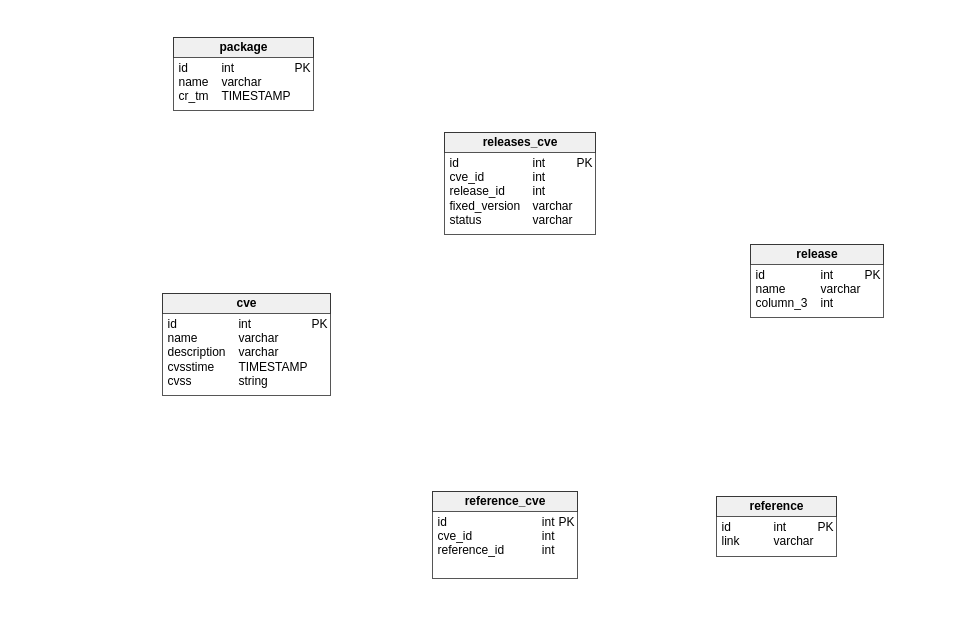 package
id int PK
name varchar
cr_tm TIMESTAMP
releases_cve
id int PK
cve_id int
release_id int
fixed_version varchar
status varchar
release
id int PK
name varchar
column_3 int
cve
id int PK
name varchar
description varchar
cvsstime TIMESTAMP
cvss string
reference_cve
id int PK
cve_id int
reference_id int
reference
id int PK
link varchar